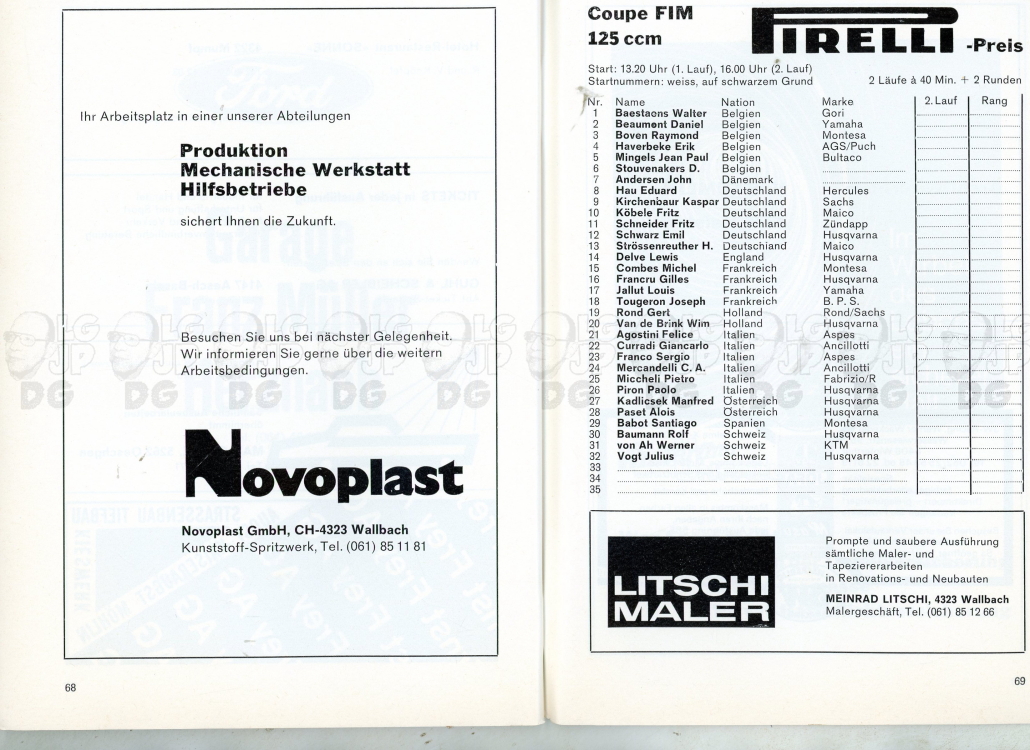 Ihr Arbeitsplatz in einer unserer Abteilungen
Produktion
Mechanische Werkstatt
Hilfsbetriebe
sichert Ihnen die Zukunft.
Besuchen Sie uns bei nächster Gelegenheit.
Wir informieren Sie gerne über die weitern
Arbeitsbedingungen.
Novoplast
Novoplast GmbH, CH-4323 Wallbach
Kunststoff-Spritzwerk, Tel. (061) 85 11 81
68
Coupe FIM
125 ccm
PIRELLI -Preis
Start: 13.20 Uhr (1. Lauf), 16.00 Uhr (2. Lauf)
Startnummern: weiss, auf schwarzem Grund 2 Läufe à 40 Min. + 2 Runden
Nr. Name Nation Marke 2. Lauf Rang
1 Baestaens Walter Belgien Gori
2 Beaumont Daniel Belgien Yamaha
3 Boven Raymond Belgien Montesa
4 Haverbeke Erik Belgien AGS/Puch
5 Mingels Jean Paul Belgien Bultaco
6 Stouvenakers D. Belgien
7 Andersen John Dänemark
8 Hau Eduard Deutschland Hercules
9 Kirchenbaur Kaspar Deutschland Sachs
10 Köbele Fritz Deutschland Maico
11 Schneider Fritz Deutschland Zündapp
12 Schwarz Emil Deutschland Husqvarna
13 Strössenreuther H. Deutschland Maico
14 Delve Lewis England Husqvarna
15 Combes Michel Frankreich Montesa
16 Francru Gilles Frankreich Husqvarna
17 Jallut Louis Frankreich Yamaha
18 Tougeron Joseph Frankreich B. P. S.
19 Rond Gert Holland Rond/Sachs
20 Van de Brink Wim Holland Husqvarna
21 Agostini Felice Italien Aspes
22 Curradi Giancarlo Italien Ancillotti
23 Franco Sergio Italien Aspes
24 Mercandelli C. A. Italien Ancillotti
25 Miccheli Pietro Italien Fabrizio/R
26 Piron Paolo Italien Husqvarna
27 Kadlicsek Manfred Österreich Husqvarna
28 Paset Alois Österreich Husqvarna
29 Babot Santiago Spanien Montesa
30 Baumann Rolf Schweiz Husqvarna
31 von Ah Werner Schweiz KTM
32 Vogt Julius Schweiz Husqvarna
33
34
35
LITSCHI
MALER
Prompte und saubere Ausführung
sämtliche Maler- und
Tapeziererarbeiten
in Renovations- und Neubauten
MEINRAD LITSCHI, 4323 Wallbach
Malergeschäft, Tel. (061) 85 12 66
69